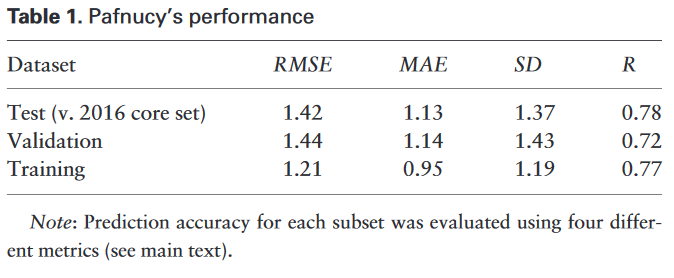 Table 1. Pafnucy’s performance
Dataset RMSE MAE SD R
Test (v. 2016 core set) 1.42 1.13 1.37 0.78
Validation 1.44 1.14 1.43 0.72
Training 1.21 0.95 1.19 0.77
Note: Prediction accuracy for each subset was evaluated using four differ-
ent metrics (see main text).